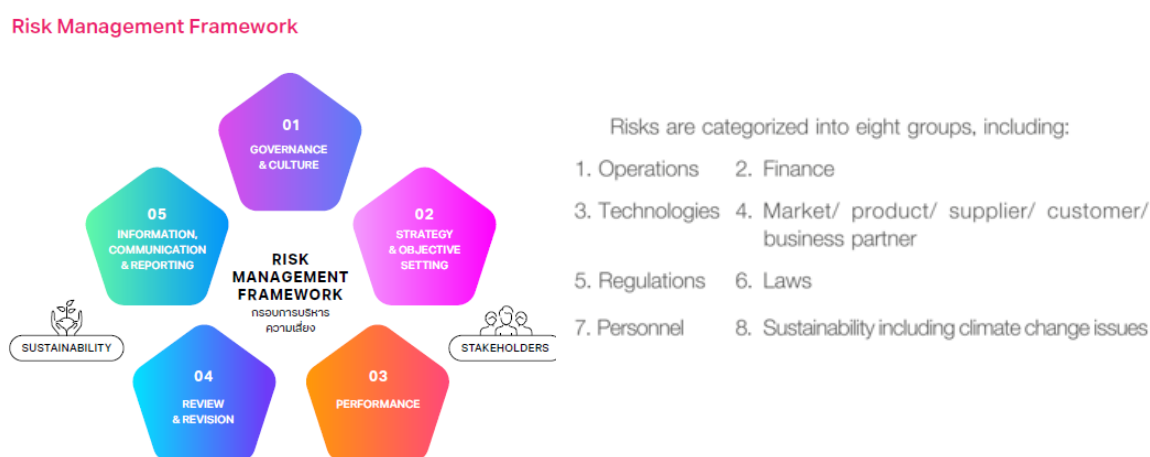 Risk Management Framework
01
GOVERNANCE
& CULTURE
02
STRATEGY
& OBJECTIVE
SETTING
03
PERFORMANCE
04
REVIEW
& REVISION
05
INFORMATION,
COMMUNICATION
& REPORTING
RISK
MANAGEMENT
FRAMEWORK
กรอบการบริหาร
ความเสี่ยง
SUSTAINABILITY
STAKEHOLDERS
Risks are categorized into eight groups, including:
1. Operations 2. Finance
3. Technologies 4. Market/ product/ supplier/ customer/
business partner
5. Regulations 6. Laws
7. Personnel 8. Sustainability including climate change issues